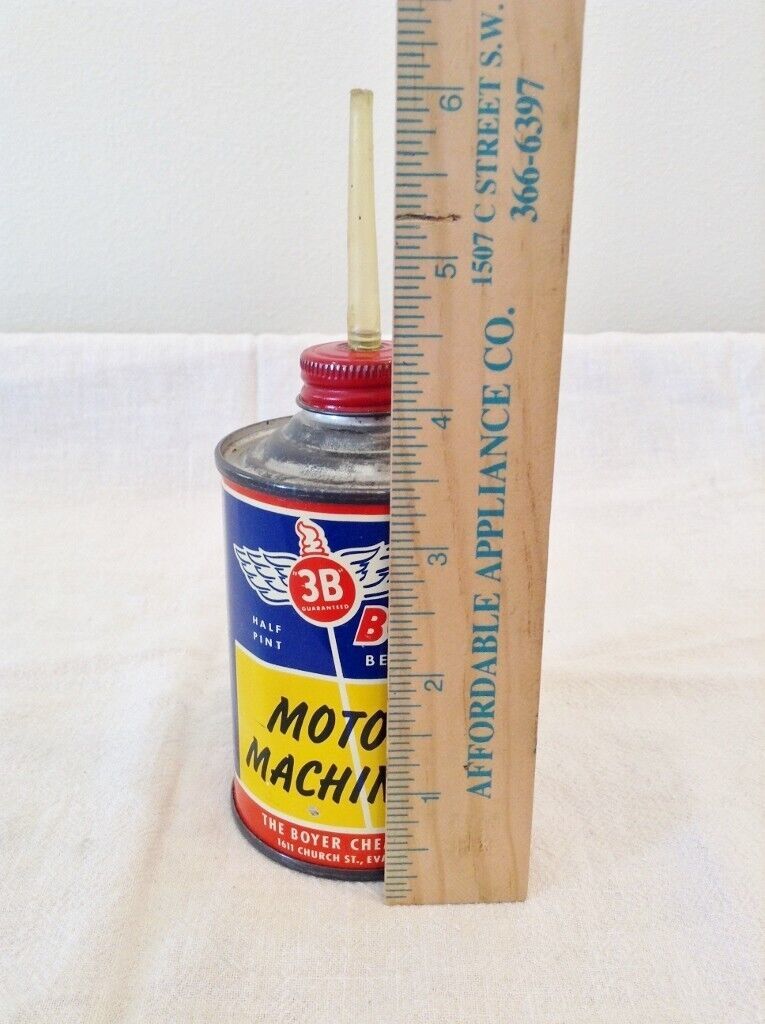 "3B"
GUARANTEED
HALF
PINT
B
BE
MOTO
MACHIN
THE BOYER CHE
1611 CHURCH ST., EVA
6
5
4
3
2
1
AFFORDABLE APPLIANCE CO.
1507 C STREET S.W.
366-6397